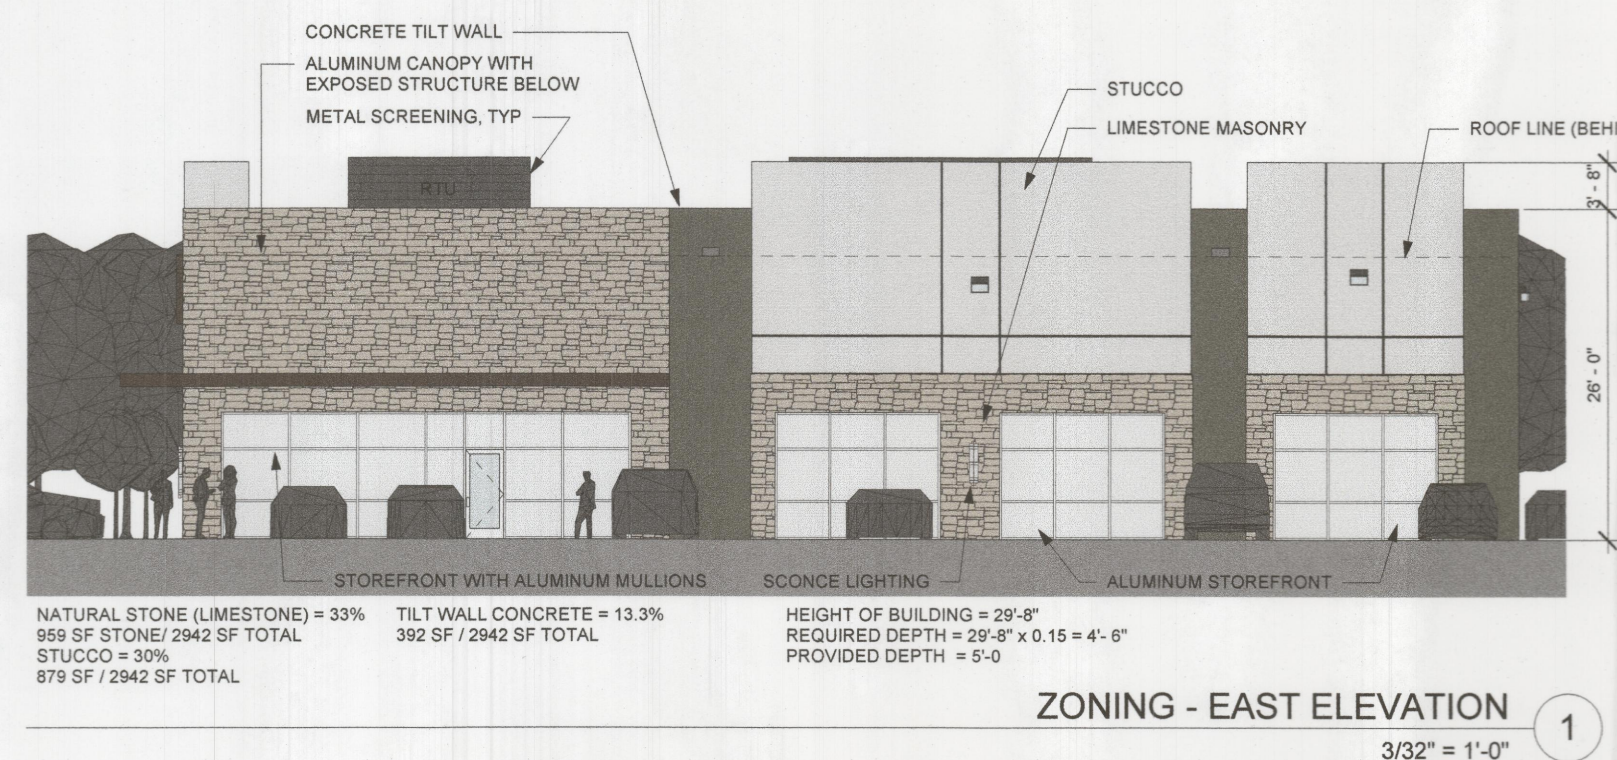 CONCRETE TILT WALL
ALUMINUM CANOPY WITH
EXPOSED STRUCTURE BELOW
METAL SCREENING, TYP
STUCCO
LIMESTONE MASONRY
ROOF LINE (BEHI
RTU
3' - 8"
26' - 0"
STOREFRONT WITH ALUMINUM MULLIONS
SCONCE LIGHTING
ALUMINUM STOREFRONT
NATURAL STONE (LIMESTONE) = 33%
959 SF STONE/ 2942 SF TOTAL
STUCCO = 30%
879 SF / 2942 SF TOTAL
TILT WALL CONCRETE = 13.3%
392 SF / 2942 SF TOTAL
HEIGHT OF BUILDING = 29'-8"
REQUIRED DEPTH = 29'-8" x 0.15 = 4'- 6"
PROVIDED DEPTH = 5'-0
ZONING - EAST ELEVATION
1
3/32" = 1'-0"